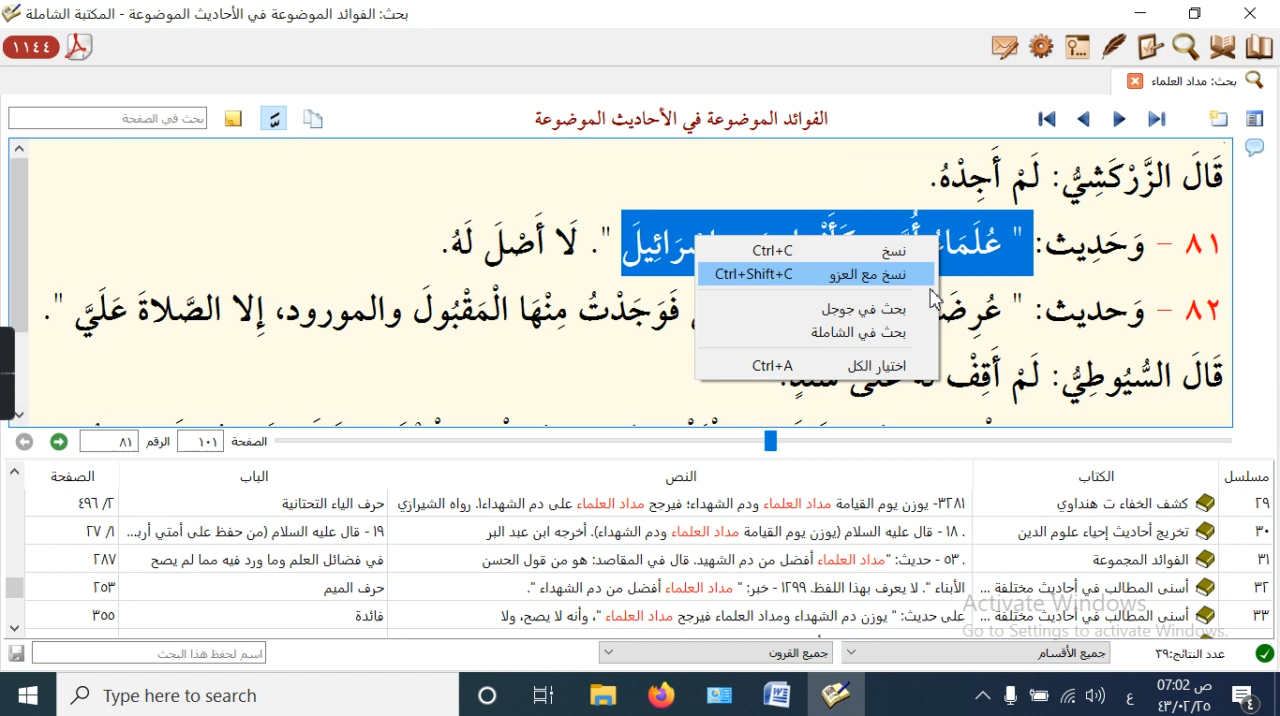 بحث: الفوائد الموضوعة في الأحاديث الموضوعة - المكتبة الشاملة
١١٤٤
بحث: مداد العلماء
الفوائد الموضوعة في الأحاديث الموضوعة
بحث في الصفحة
قَالَ الزَّرْكَشِيُّ: لَمْ أَجِدْهُ.
٨١ - وَحَدِيث: " عُلَمَاءُ إِسْرَائِيلَ ". لَا أَصْلَ لَهُ.
٨٢ - وَحديث: " عُرِضَ فَوَجَدْتُ مِنْهَا الْمَقْبُولَ والمورود، إِلا الصَّلاةَ عَلَيَّ ".
قَالَ السُّيُوطِيُّ: لَمْ أَقِفْ لَهُ عَلَى سَنَدٍ.
نسخ Ctrl+C
نسخ مع العزو Ctrl+Shift+C
بحث في جوجل
بحث في الشاملة
اختيار الكل Ctrl+A
الصفحة ١٠١ الرقم ٨١
مسلسل الكتاب النص الباب الصفحة
٢٩ كشف الخفاء ت هنداوي ٣٢٨١- يوزن يوم القيامة مداد العلماء ودم الشهداء؛ فيرجح مداد العلماء على دم الشهداء١. رواه الشيرازي حرف الياء التحتانية ٢/ ٤٩٦
٣٠ تخريج أحاديث إحياء علوم الدين . ١٨ - قال عليه السلام (يوزن يوم القيامة مداد العلماء ودم الشهداء). أخرجه ابن عبد البر ١٩ - قال عليه السلام (من حفظ على أمتي أرب... ١/ ٢٧
٣١ الفوائد المجموعة . ٥٣ - حديث: "مداد العلماء أفضل من دم الشهيد. قال في المقاصد: هو من قول الحسن في فضائل العلم وما ورد فيه مما لم يصح ٢٨٧
٣٢ أسنى المطالب في أحاديث مختلفة ... الأبناء ". لا يعرف بهذا اللفظ. ١٢٩٩ - خبر: " مداد العلماء أفضل من دم الشهداء ". حرف الميم ٢٥٣
٣٣ أسنى المطالب في أحاديث مختلفة ... على حديث: " يوزن دم الشهداء ومداد العلماء فيرجح مداد العلماء "، وأنه لا يصح، ولا فائدة ٣٥٥
Activate Windows
Go to Settings to activate Windows.
عدد النتائج:٣٩ جميع الأقسام جميع القرون اسم لحفظ هذا البحث
Type here to search
ع
07:02 ص
٤٣/٠٢/٢٥
٤